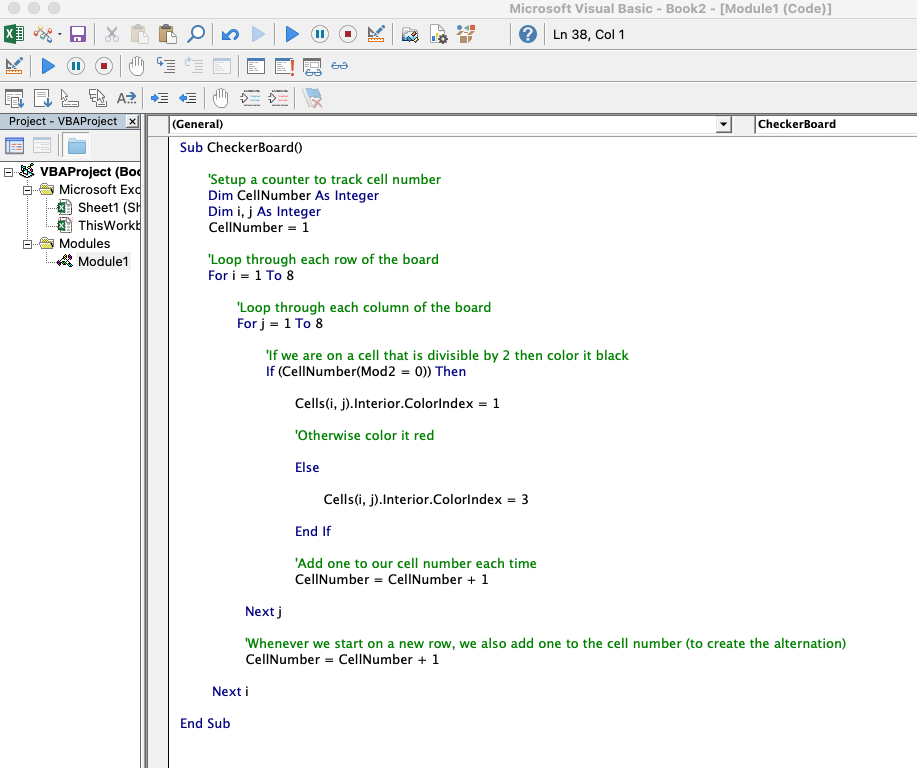 Microsoft Visual Basic - Book2 - [Module1 (Code)]
Ln 38, Col 1
Project - VBAProject
(General)
CheckerBoard
VBAProject (Boo
Microsoft Exc
Sheet1 (Sh
ThisWorkb
Modules
Module1
Sub CheckerBoard()
'Setup a counter to track cell number
Dim CellNumber As Integer
Dim i, j As Integer
CellNumber = 1
'Loop through each row of the board
For i = 1 To 8
'Loop through each column of the board
For j = 1 To 8
'If we are on a cell that is divisible by 2 then color it black
If (CellNumber(Mod2 = 0)) Then
Cells(i, j).Interior.ColorIndex = 1
'Otherwise color it red
Else
Cells(i, j).Interior.ColorIndex = 3
End If
'Add one to our cell number each time
CellNumber = CellNumber + 1
Next j
'Whenever we start on a new row, we also add one to the cell number (to create the alternation)
CellNumber = CellNumber + 1
Next i
End Sub